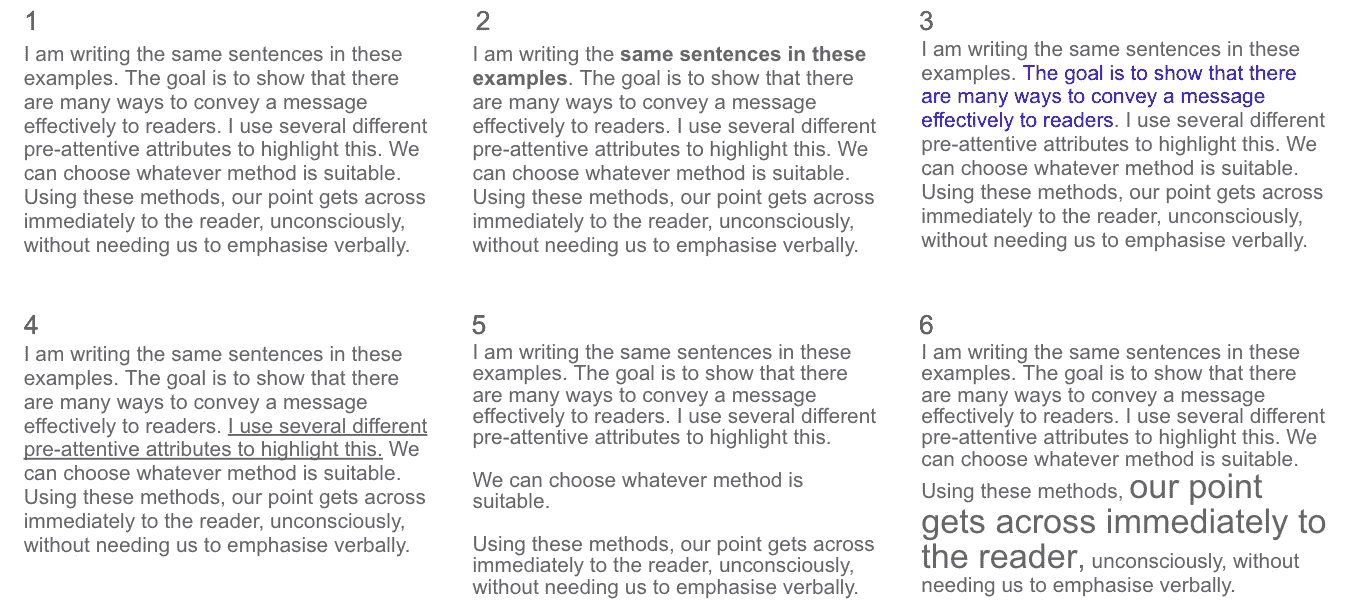 1
I am writing the same sentences in these
examples. The goal is to show that there
are many ways to convey a message
effectively to readers. I use several different
pre-attentive attributes to highlight this. We
can choose whatever method is suitable.
Using these methods, our point gets across
immediately to the reader, unconsciously,
without needing us to emphasise verbally.
2
I am writing the same sentences in these
examples. The goal is to show that there
are many ways to convey a message
effectively to readers. I use several different
pre-attentive attributes to highlight this. We
can choose whatever method is suitable.
Using these methods, our point gets across
immediately to the reader, unconsciously,
without needing us to emphasise verbally.
3
I am writing the same sentences in these
examples. The goal is to show that there
are many ways to convey a message
effectively to readers. I use several different
pre-attentive attributes to highlight this. We
can choose whatever method is suitable.
Using these methods, our point gets across
immediately to the reader, unconsciously,
without needing us to emphasise verbally.
4
I am writing the same sentences in these
examples. The goal is to show that there
are many ways to convey a message
effectively to readers. I use several different
pre-attentive attributes to highlight this. We
can choose whatever method is suitable.
Using these methods, our point gets across
immediately to the reader, unconsciously,
without needing us to emphasise verbally.
5
I am writing the same sentences in these
examples. The goal is to show that there
are many ways to convey a message
effectively to readers. I use several different
pre-attentive attributes to highlight this.
We can choose whatever method is
suitable.
Using these methods, our point gets across
immediately to the reader, unconsciously,
without needing us to emphasise verbally.
6
I am writing the same sentences in these
examples. The goal is to show that there
are many ways to convey a message
effectively to readers. I use several different
pre-attentive attributes to highlight this. We
can choose whatever method is suitable.
Using these methods, our point
gets across immediately to
the reader, unconsciously, without
needing us to emphasise verbally.